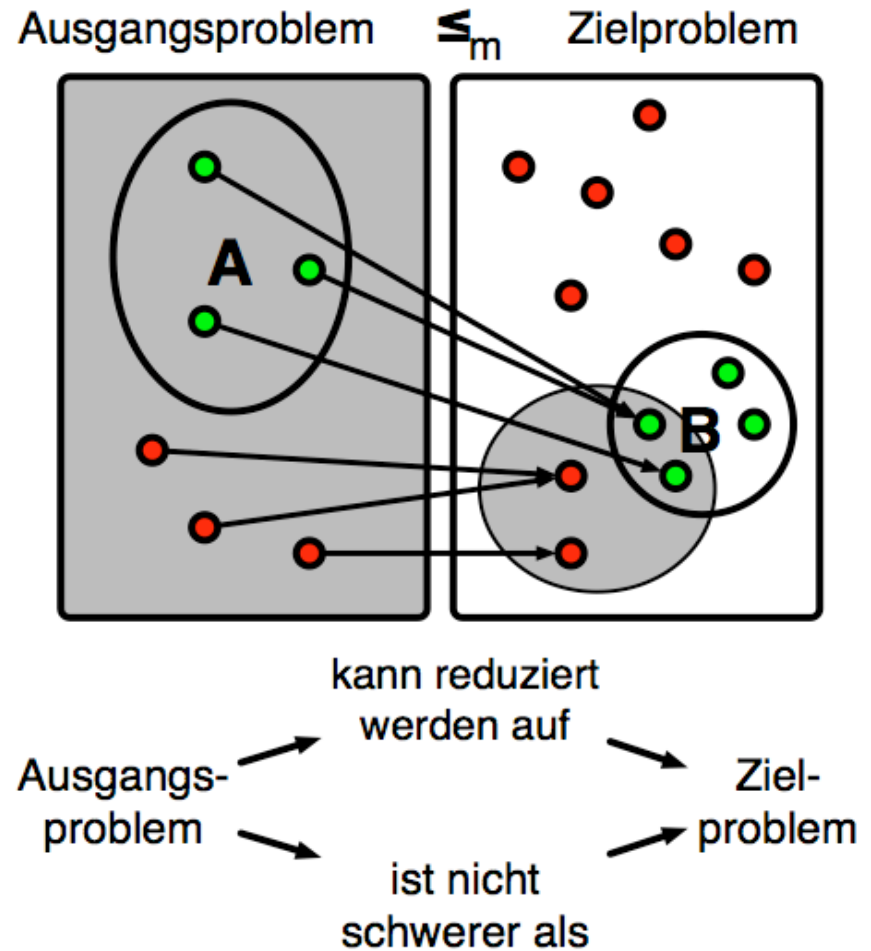 Ausgangsproblem ≤m Zielproblem
A
B
kann reduziert
werden auf
Ausgangs-
problem
Ziel-
problem
ist nicht
schwerer als